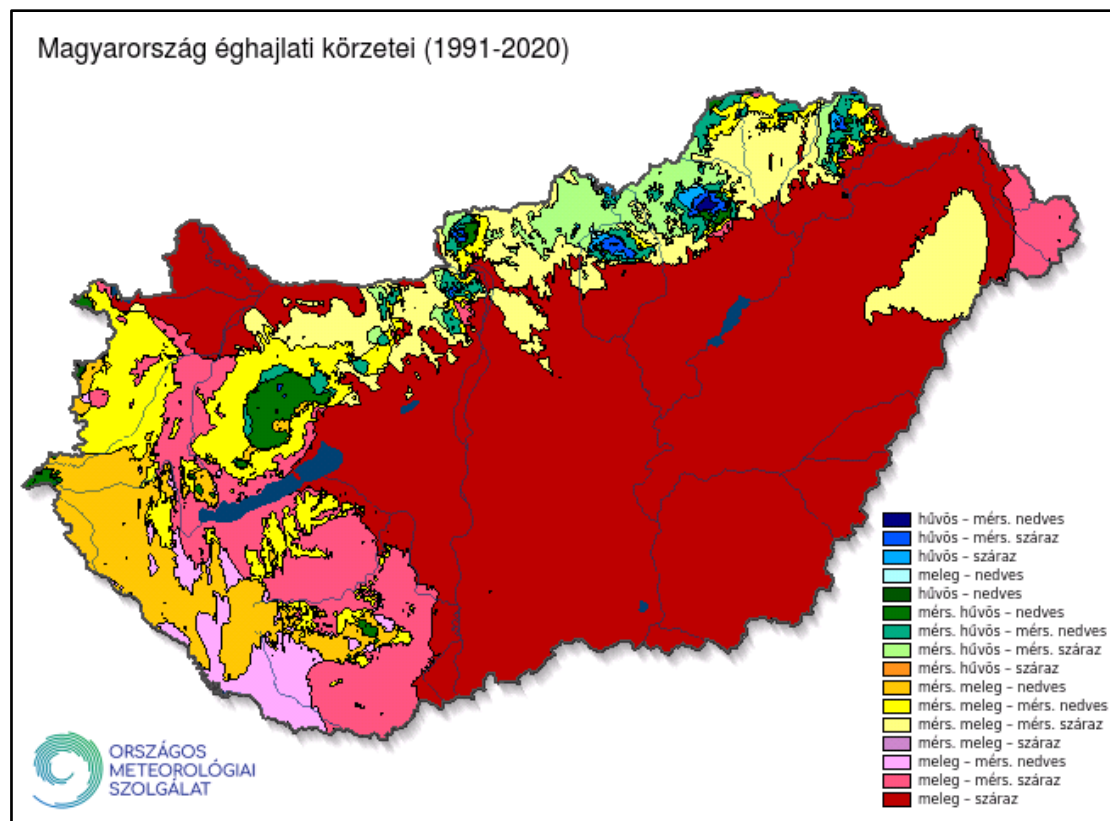 Magyarország éghajlati körzetei (1991-2020)
hűvös – mérs. nedves
hűvös – mérs. száraz
hűvös – száraz
meleg – nedves
hűvös – nedves
mérs. hűvös – nedves
mérs. hűvös – mérs. nedves
mérs. hűvös – mérs. száraz
mérs. hűvös – száraz
mérs. meleg – nedves
mérs. meleg – mérs. nedves
mérs. meleg – mérs. száraz
mérs. meleg – száraz
meleg – mérs. nedves
meleg – mérs. száraz
meleg – száraz
ORSZÁGOS
METEOROLÓGIAI
SZOLGÁLAT